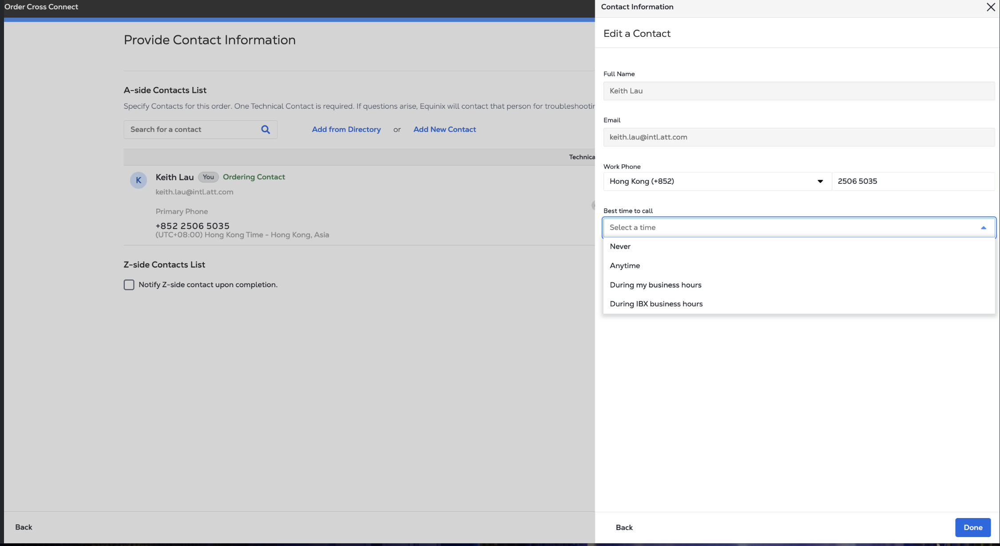 Order Cross Connect
Provide Contact Information
A-side Contacts List
Specify Contacts for this order. One Technical Contact is required. If questions arise, Equinix will contact that person for
Search for a contact
Add from Directory or Add New Contact
Keith Lau You Ordering Contact
K
keith.lau@intl.att.com
Primary Phone
+852 2506 5035
(UTC+08:00) Hong Kong Time - Hong Kong, Asia
Z-side Contacts List
Notify Z-side contact upon completion.
Back
Contact Information
Edit a Contact
Full Name
Keith Lau
Email
keith.lau@intl.att.com
Work Phone
Hong Kong (+852)
2506 5035
Best time to call
Select a time
Never
Anytime
During my business hours
During IBX business hours
Back
Done